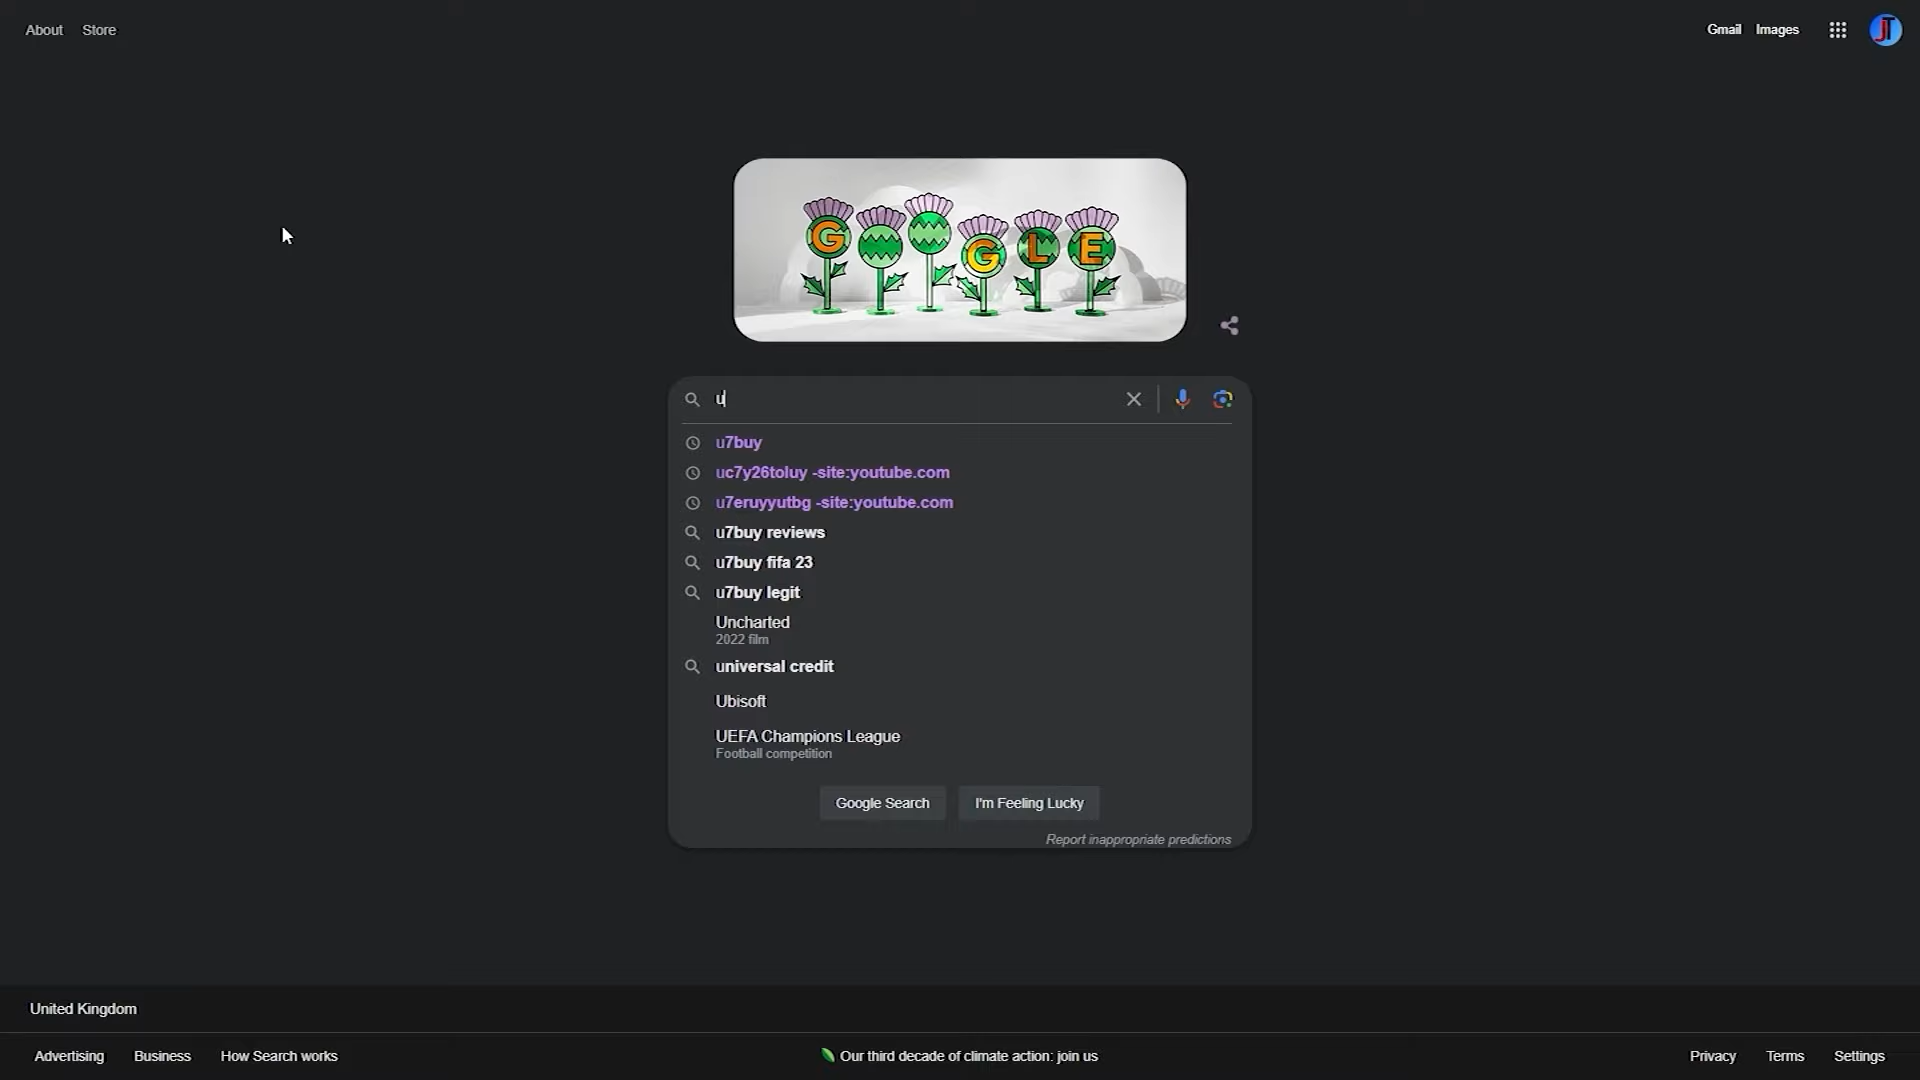 About Store
Gmail Images
JT
G G L E
u
u7buy
uc7y26toluy -site:youtube.com
u7eruyyutbg -site:youtube.com
u7buy reviews
u7buy fifa 23
u7buy legit
Uncharted
2022 film
universal credit
Ubisoft
UEFA Champions League
Football competition
Google Search I'm Feeling Lucky
Report inappropriate predictions
United Kingdom
Advertising Business How Search works
Our third decade of climate action: join us
Privacy Terms Settings